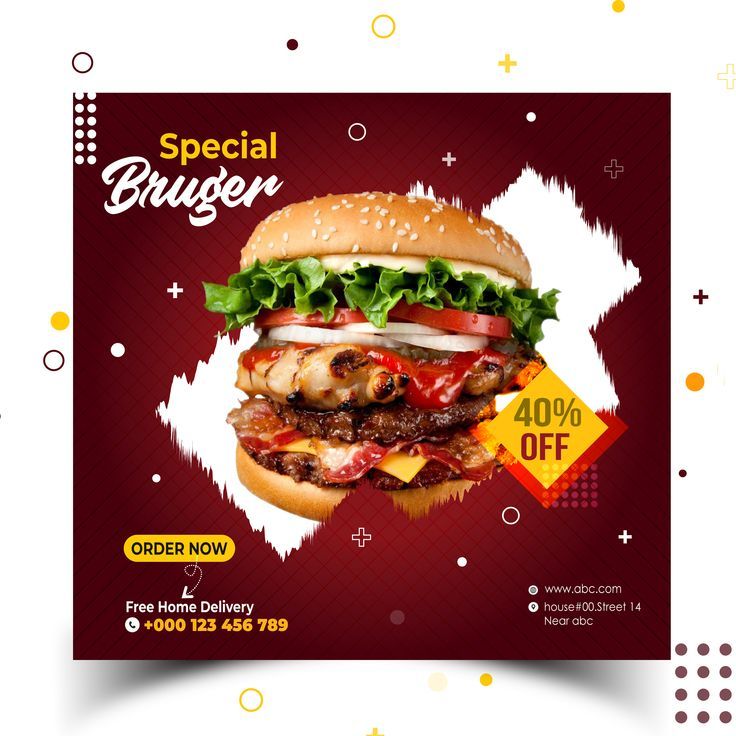 Special
Bruger
40%
OFF
ORDER NOW
Free Home Delivery
+000 123 456 789
www.abc.com
house#00.Street 14
Near abc